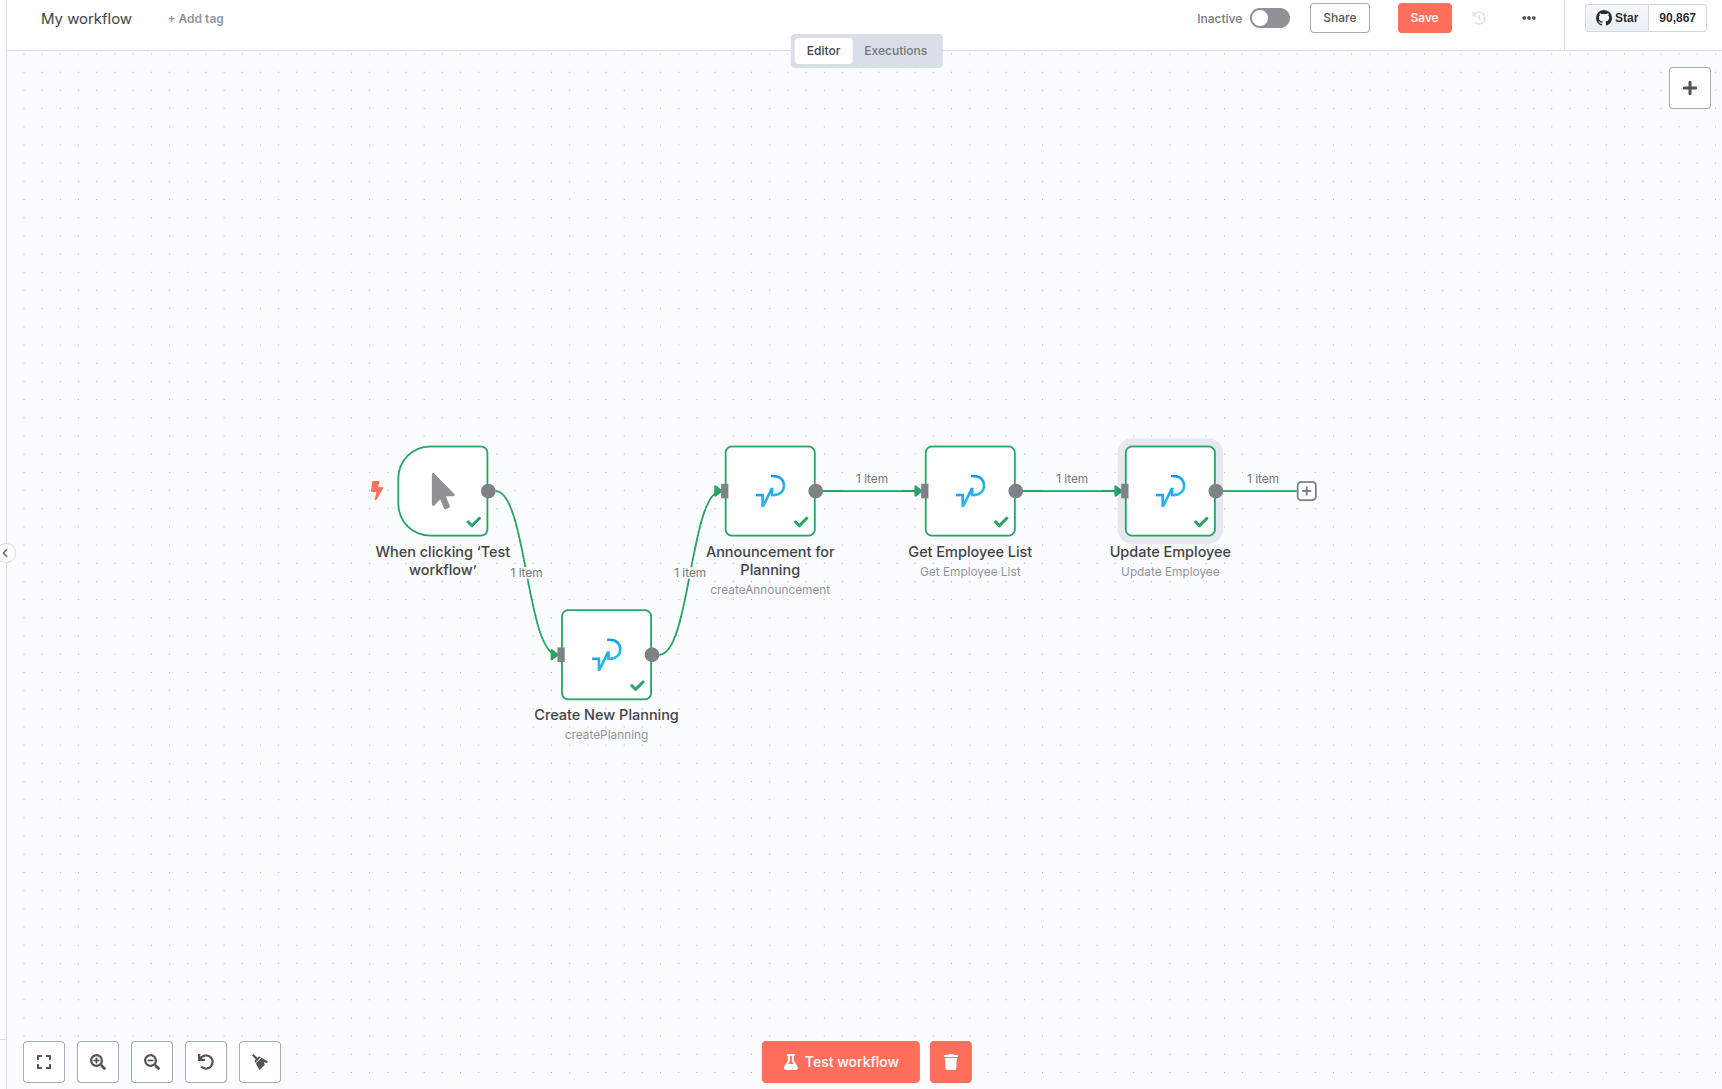 My workflow
+ Add tag
Inactive
Share
Save
Star
90,867
Editor
Executions
1 item
1 item
1 item
When clicking ‘Test
workflow’
1 item
1 item
Announcement for
Planning
createAnnouncement
Get Employee List
Get Employee List
Update Employee
Update Employee
Create New Planning
createPlanning
Test workflow